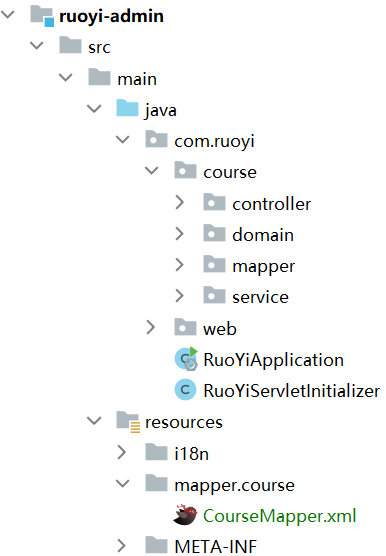 ruoyi-admin
src
main
java
com.ruoyi
course
controller
domain
mapper
service
web
RuoYiApplication
RuoYiServletInitializer
resources
i18n
mapper.course
CourseMapper.xml
META-INF